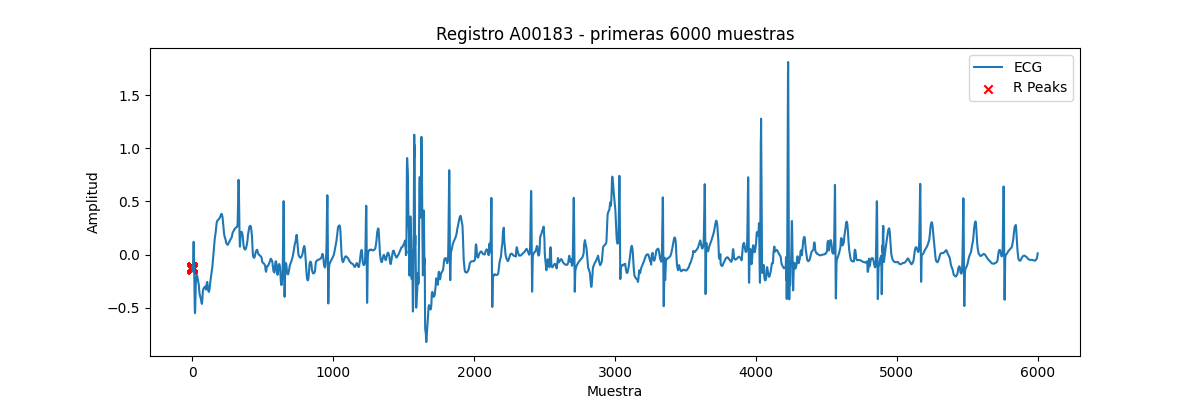 Registro A00183 - primeras 6000 muestras
ECG
R Peaks
Amplitud
1.5
1.0
0.5
0.0
−0.5
0 1000 2000 3000 4000 5000 6000
Muestra